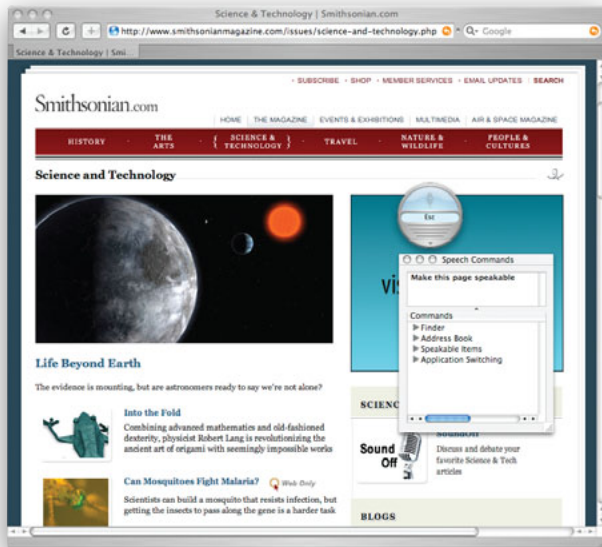 Science & Technology | Smithsonian.com
http://www.smithsonianmagazine.com/issues/science-and-technology.php
Google
Science & Technology | Smi...
SUBSCRIBE · SHOP · MEMBER SERVICES · EMAIL UPDATES SEARCH
Smithsonian.com
HOME THE MAGAZINE EVENTS & EXHIBITIONS MULTIMEDIA AIR & SPACE MAGAZINE
HISTORY · THE ARTS · { SCIENCE & TECHNOLOGY } · TRAVEL · NATURE & WILDLIFE · PEOPLE & CULTURES
Science and Technology
Esc
Speech Commands
Make this page speakable
vis
Commands
Finder
Address Book
Speakable Items
Application Switching
Life Beyond Earth
The evidence is mounting, but are astronomers ready to say we're not alone?
Into the Fold
Combining advanced mathematics and old-fashioned
dexterity, physicist Robert Lang is revolutionizing the
ancient art of origami with seemingly impossible works
Can Mosquitoes Fight Malaria? Web Only
Scientists can build a mosquito that resists infection, but
getting the insects to pass along the gene is a harder task
SCIENC
Sound
Off
SoundOff
Discuss and debate your
favorite Science & Tech
articles
BLOGS